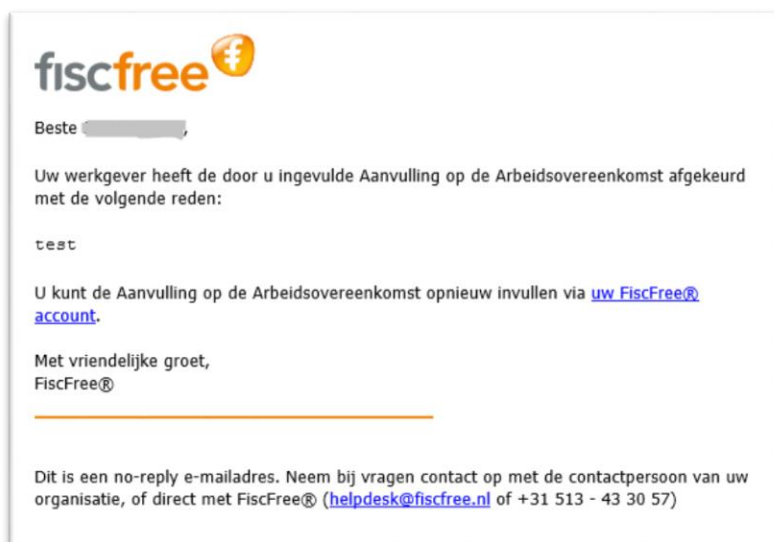 fiscfree
Beste ,
Uw werkgever heeft de door u ingevulde Aanvulling op de Arbeidsovereenkomst afgekeurd
met de volgende reden:
test
U kunt de Aanvulling op de Arbeidsovereenkomst opnieuw invullen via uw FiscFree®
account.
Met vriendelijke groet,
FiscFree®
Dit is een no-reply e-mailadres. Neem bij vragen contact op met de contactpersoon van uw
organisatie, of direct met FiscFree® (helpdesk@fiscfree.nl of +31 513 - 43 30 57)